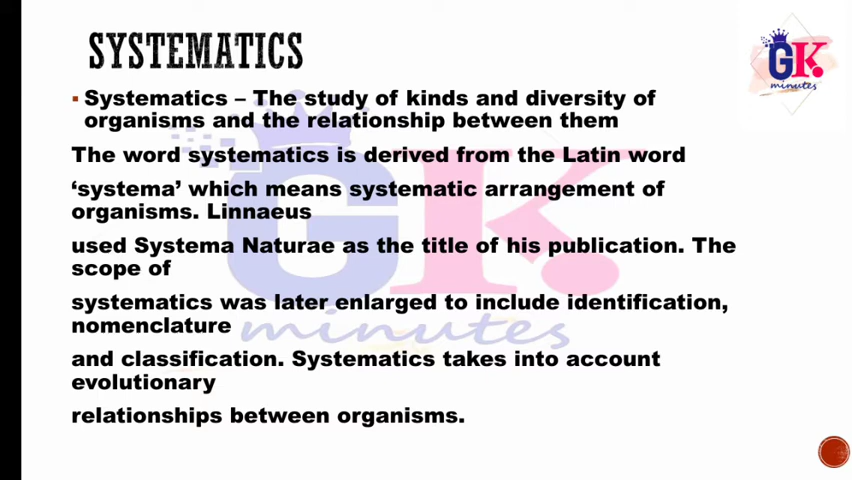 SYSTEMATICS
GK
minutes
▪ Systematics – The study of kinds and diversity of
organisms and the relationship between them
The word systematics is derived from the Latin word
‘systema’ which means systematic arrangement of
organisms. Linnaeus
used Systema Naturae as the title of his publication. The
scope of
systematics was later enlarged to include identification,
nomenclature
and classification. Systematics takes into account
evolutionary
relationships between organisms.
GK
minutes